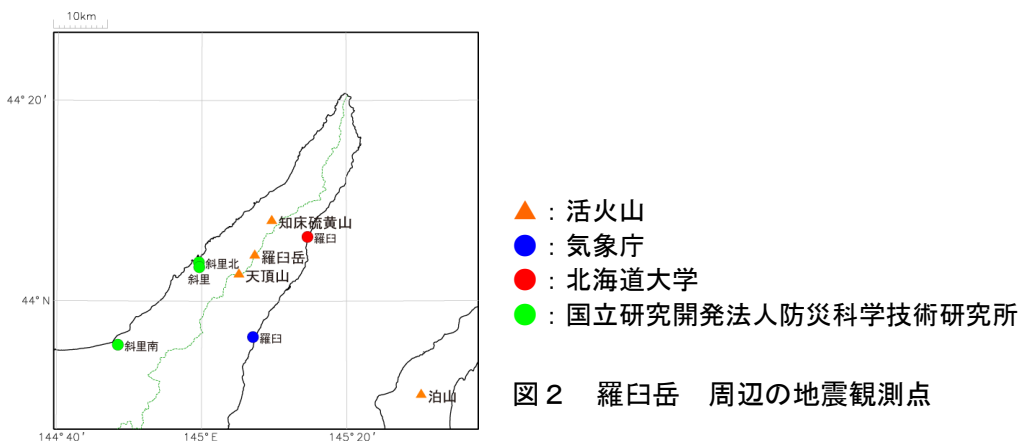 10km
44°20′
知床硫黄山
羅臼
羅臼岳
斜里北
斜里
天頂山
44°N
羅臼
斜里南
泊山
144°40′
145°E
145°20′
：活火山
：気象庁
：北海道大学
：国立研究開発法人防災科学技術研究所
図２　羅臼岳　周辺の地震観測点